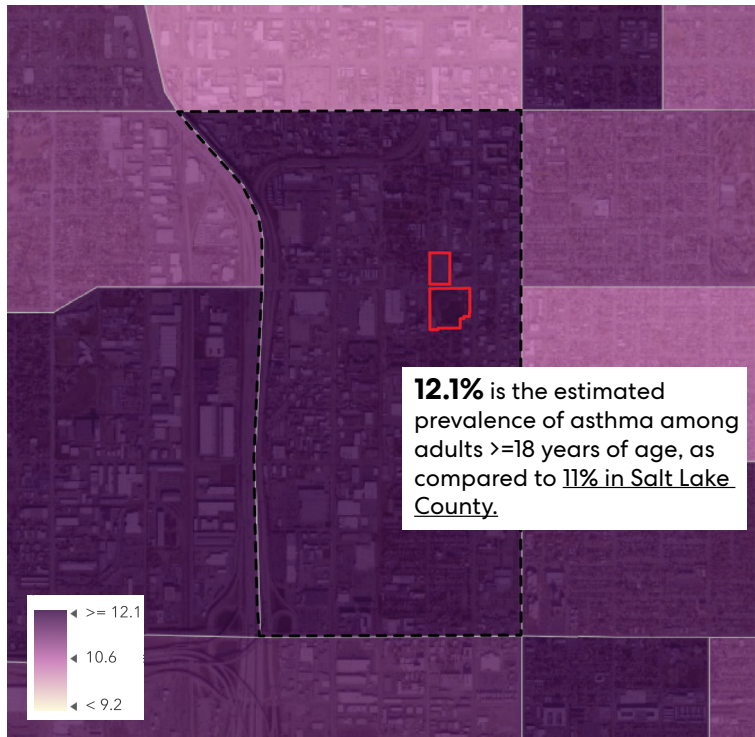 12.1% is the estimated
prevalence of asthma among
adults >=18 years of age, as
compared to 11% in Salt Lake
County.
>= 12.1
10.6
< 9.2